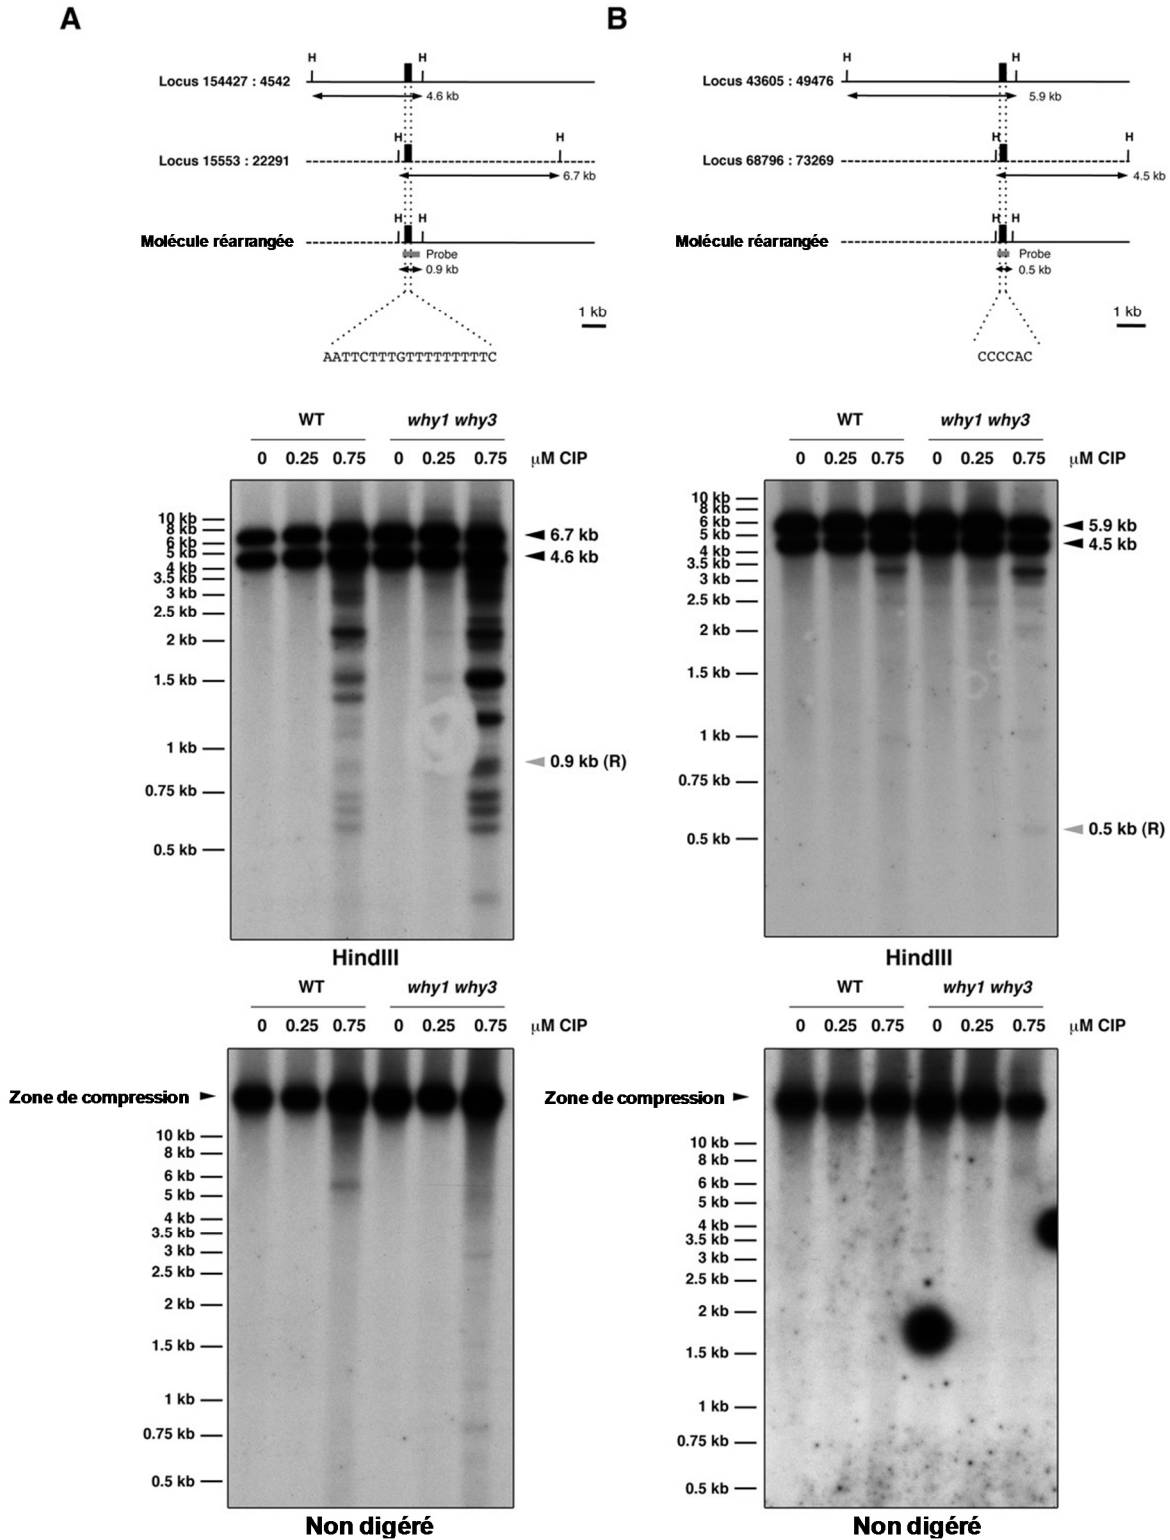 A
H H
Locus 154427 : 4542
4.6 kb
H H
Locus 15553 : 22291
6.7 kb
H H
Molécule réarrangée
Probe
0.9 kb
1 kb
AATTCTTTGTTTTTTTTTC
WT why1 why3
0 0.25 0.75 0 0.25 0.75 µM CIP
10 kb
8 kb
6 kb
5 kb
4 kb
3.5 kb
3 kb
2.5 kb
2 kb
1.5 kb
1 kb
0.75 kb
0.5 kb
6.7 kb
4.6 kb
0.9 kb (R)
HindIII
WT why1 why3
0 0.25 0.75 0 0.25 0.75 µM CIP
Zone de compression
10 kb
8 kb
6 kb
5 kb
4 kb
3.5 kb
3 kb
2.5 kb
2 kb
1.5 kb
1 kb
0.75 kb
0.5 kb
Non digéré
B
H H
Locus 43605 : 49476
5.9 kb
H H
Locus 68796 : 73269
4.5 kb
H H
Molécule réarrangée
Probe
0.5 kb
1 kb
CCCCAC
WT why1 why3
0 0.25 0.75 0 0.25 0.75 µM CIP
10 kb
8 kb
6 kb
5 kb
4 kb
3.5 kb
3 kb
2.5 kb
2 kb
1.5 kb
1 kb
0.75 kb
0.5 kb
5.9 kb
4.5 kb
0.5 kb (R)
HindIII
WT why1 why3
0 0.25 0.75 0 0.25 0.75 µM CIP
Zone de compression
10 kb
8 kb
6 kb
5 kb
4 kb
3.5 kb
3 kb
2.5 kb
2 kb
1.5 kb
1 kb
0.75 kb
0.5 kb
Non digéré